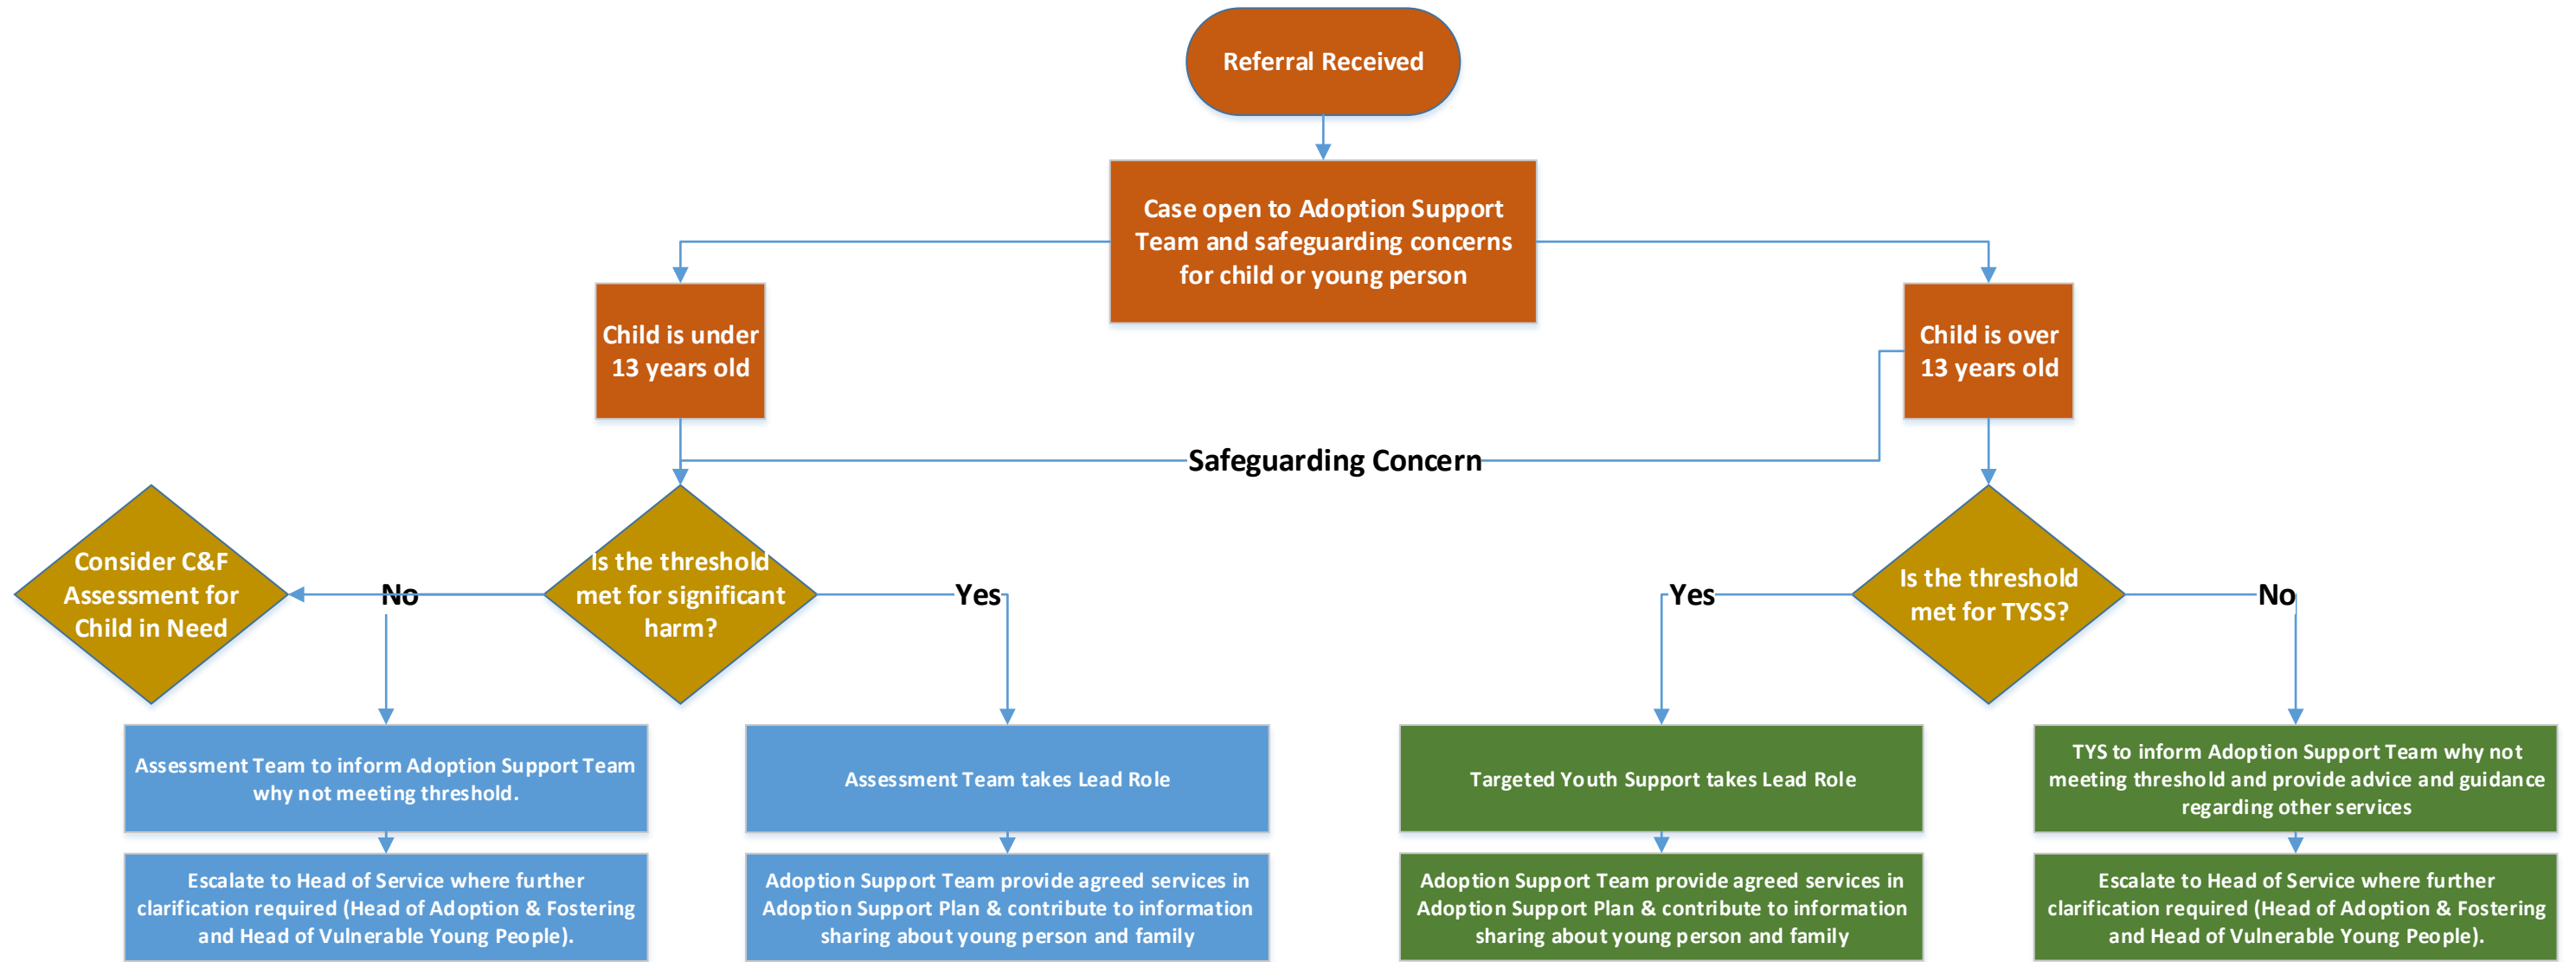 Referral Received
Case open to Adoption Support
Team and safeguarding concerns
for child or young person
Child is under
13 years old
Child is over
13 years old
Safeguarding Concern
Consider C&F
Assessment for
Child in Need
No
Is the threshold
met for significant
harm?
Yes
Yes
Is the threshold
met for TYSS?
No
Assessment Team to inform Adoption Support Team
why not meeting threshold.
Assessment Team takes Lead Role
Targeted Youth Support takes Lead Role
TYS to inform Adoption Support Team why not
meeting threshold and provide advice and guidance
regarding other services
Escalate to Head of Service where further
clarification required (Head of Adoption & Fostering
and Head of Vulnerable Young People).
Adoption Support Team provide agreed services in
Adoption Support Plan & contribute to information
sharing about young person and family
Adoption Support Team provide agreed services in
Adoption Support Plan & contribute to information
sharing about young person and family
Escalate to Head of Service where further
clarification required (Head of Adoption & Fostering
and Head of Vulnerable Young People).